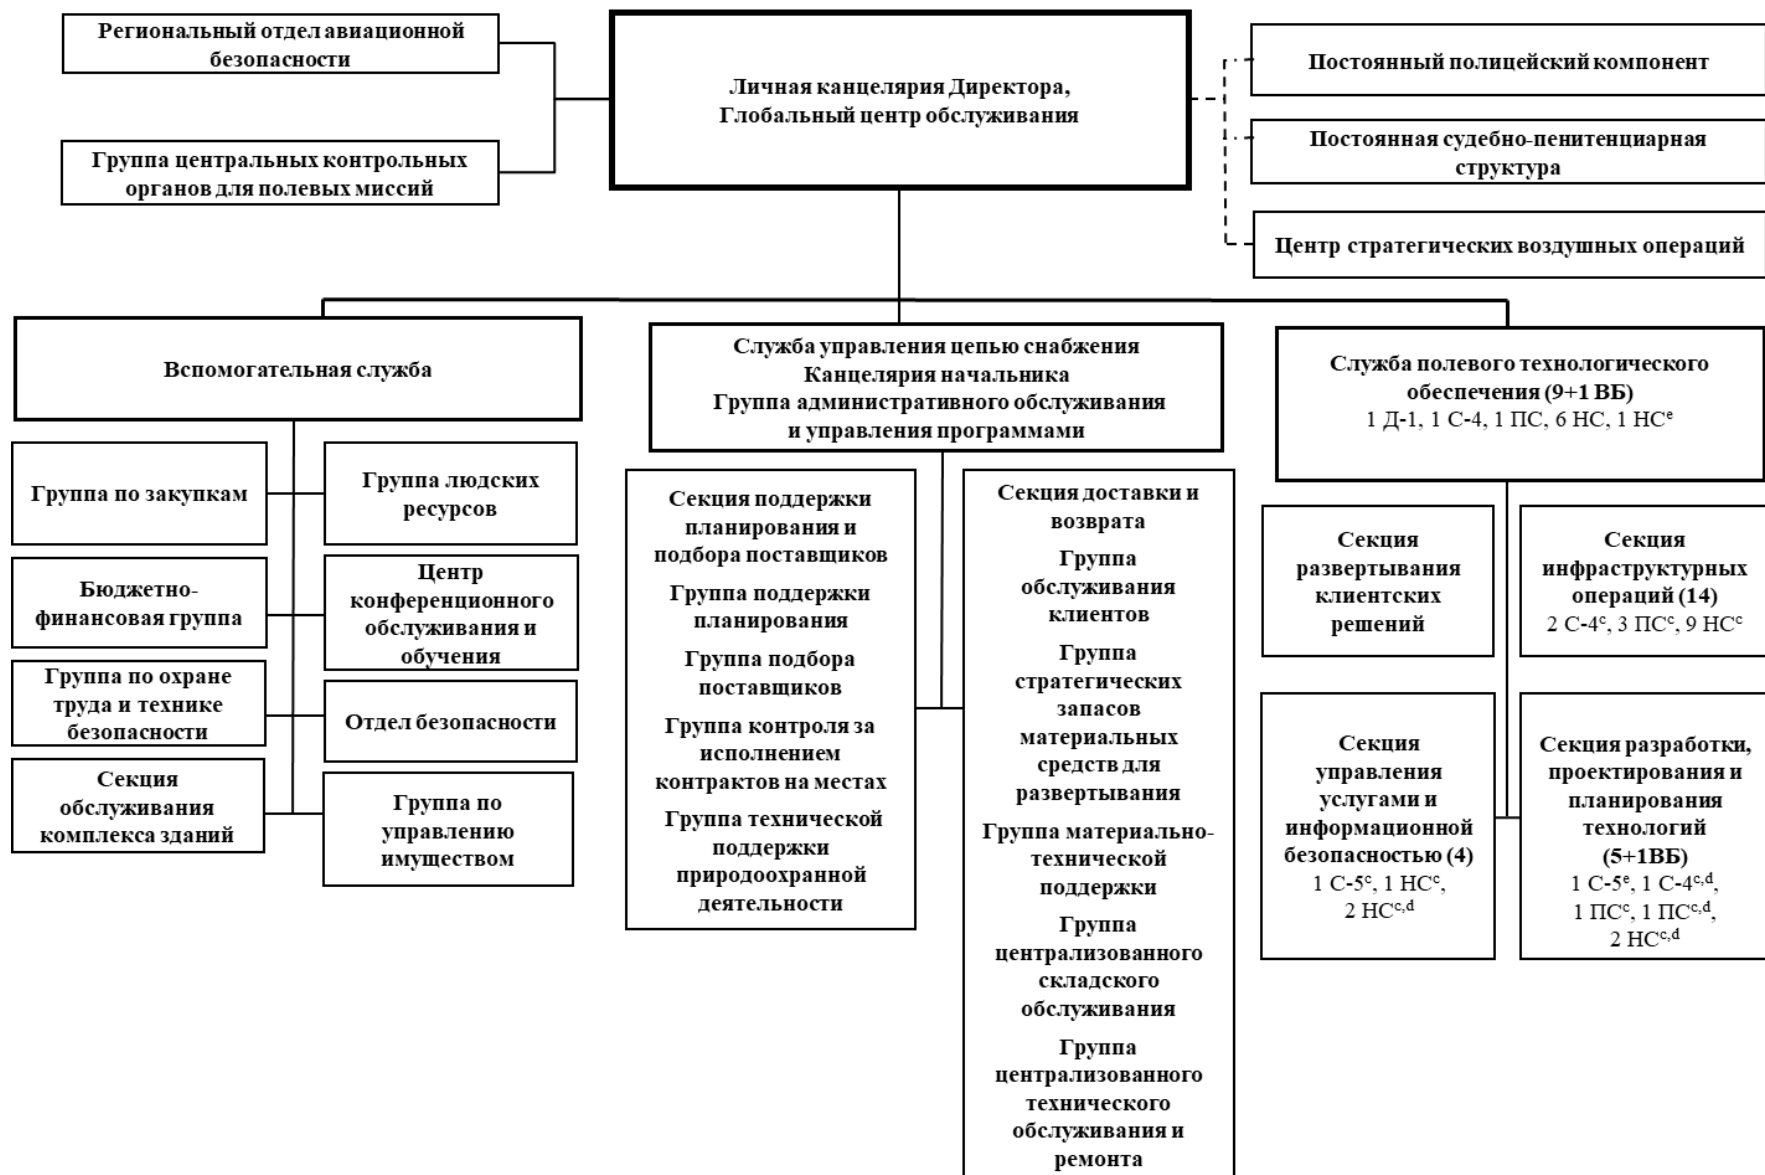 Региональный отдел авиационной
безопасности
Группа центральных контрольных
органов для полевых миссий
Личная канцелярия Директора,
Глобальный центр обслуживания
Постоянный полицейский компонент
Постоянная судебно-пенитенциарная
структура
Центр стратегических воздушных операций
Вспомогательная служба
Группа по закупкам
Группа людских
ресурсов
Бюджетно-
финансовая группа
Центр
конференционного
обслуживания и
обучения
Группа по охране
труда и технике
безопасности
Отдел безопасности
Секция
обслуживания
комплекса зданий
Группа по
управлению
имуществом
Служба управления цепью снабжения
Канцелярия начальника
Группа административного обслуживания
и управления программами
Секция поддержки
планирования и
подбора поставщиков
Группа поддержки
планирования
Группа подбора
поставщиков
Группа контроля за
исполнением
контрактов на местах
Группа технической
поддержки
природоохранной
деятельности
Секция доставки и
возврата
Группа
обслуживания
клиентов
Группа
стратегических
запасов
материальных
средств для
развертывания
Группа материально-
технической
поддержки
Группа
централизованного
складского
обслуживания
Группа
централизованного
технического
обслуживания и
ремонта
Служба полевого технологического
обеспечения (9+1 ВБ)
1 Д-1, 1 С-4, 1 ПС, 6 НС, 1 НСᵉ
Секция
развертывания
клиентских
решений
Секция
инфраструктурных
операций (14)
2 С-4ᶜ, 3 ПСᶜ, 9 НСᶜ
Секция
управления
услугами и
информационной
безопасностью (4)
1 С-5ᶜ, 1 НСᶜ,
2 НСᶜ,ᵈ
Секция разработки,
проектирования и
планирования
технологий
(5+1ВБ)
1 С-5ᵉ, 1 С-4ᶜ,ᵈ,
1 ПСᶜ, 1 ПСᶜ,ᵈ,
2 НСᶜ,ᵈ